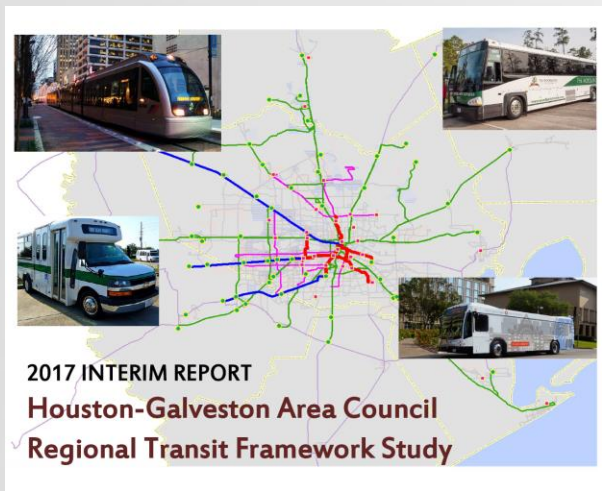 2017 INTERIM REPORT
Houston-Galveston Area Council
Regional Transit Framework Study